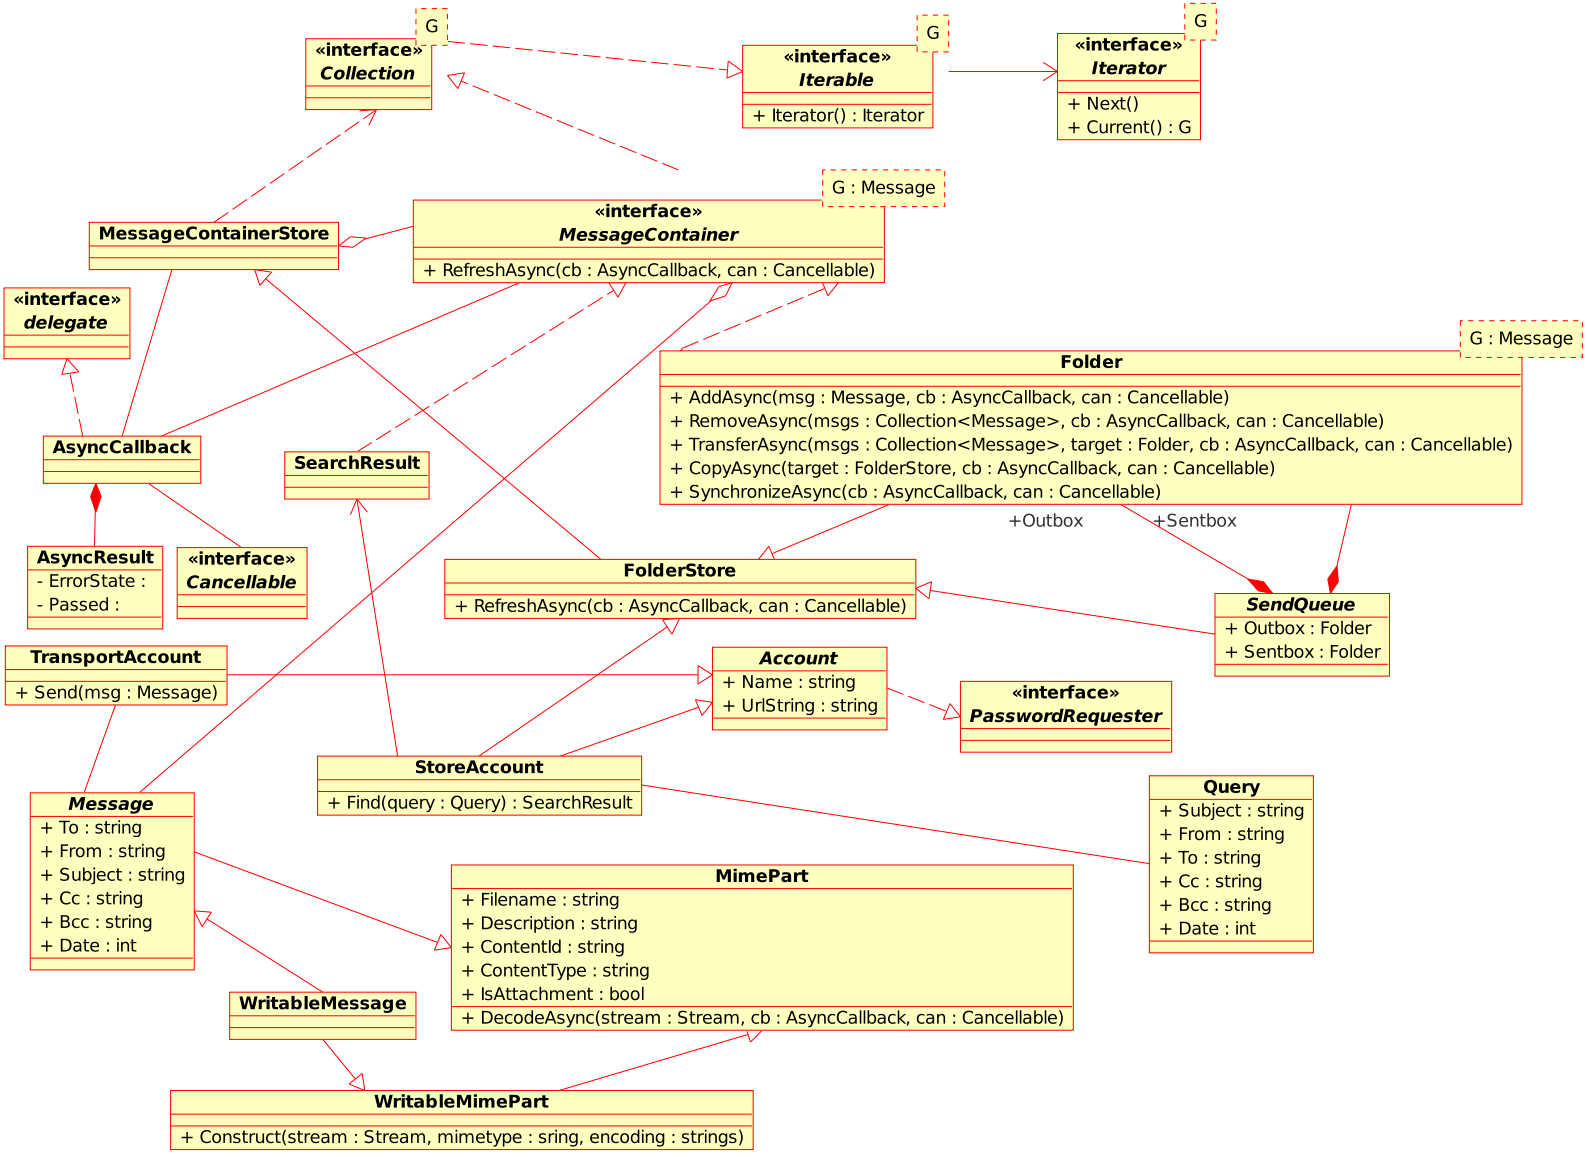 G
«interface»
Collection
G
«interface»
Iterable
+ Iterator() : Iterator
G
«interface»
Iterator
+ Next()
+ Current() : G
MessageContainerStore
G : Message
«interface»
MessageContainer
+ RefreshAsync(cb : AsyncCallback, can : Cancellable)
«interface»
delegate
G : Message
Folder
+ AddAsync(msg : Message, cb : AsyncCallback, can : Cancellable)
+ RemoveAsync(msgs : Collection<Message>, cb : AsyncCallback, can : Cancellable)
+ TransferAsync(msgs : Collection<Message>, target : Folder, cb : AsyncCallback, can : Cancellable)
+ CopyAsync(target : FolderStore, cb : AsyncCallback, can : Cancellable)
+ SynchronizeAsync(cb : AsyncCallback, can : Cancellable)
AsyncCallback
SearchResult
+Outbox
+Sentbox
AsyncResult
- ErrorState :
- Passed :
«interface»
Cancellable
FolderStore
+ RefreshAsync(cb : AsyncCallback, can : Cancellable)
SendQueue
+ Outbox : Folder
+ Sentbox : Folder
TransportAccount
+ Send(msg : Message)
Account
+ Name : string
+ UrlString : string
«interface»
PasswordRequester
StoreAccount
+ Find(query : Query) : SearchResult
Query
+ Subject : string
+ From : string
+ To : string
+ Cc : string
+ Bcc : string
+ Date : int
Message
+ To : string
+ From : string
+ Subject : string
+ Cc : string
+ Bcc : string
+ Date : int
MimePart
+ Filename : string
+ Description : string
+ ContentId : string
+ ContentType : string
+ IsAttachment : bool
+ DecodeAsync(stream : Stream, cb : AsyncCallback, can : Cancellable)
WritableMessage
WritableMimePart
+ Construct(stream : Stream, mimetype : sring, encoding : strings)